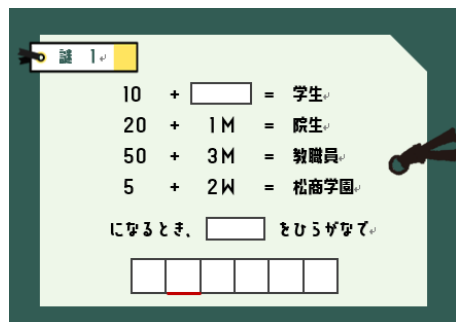 謎 1
10 + = 学生
20 + 1M = 院生
50 + 3M = 教職員
5 + 2W = 松商学園
になるとき、 をひらがなで